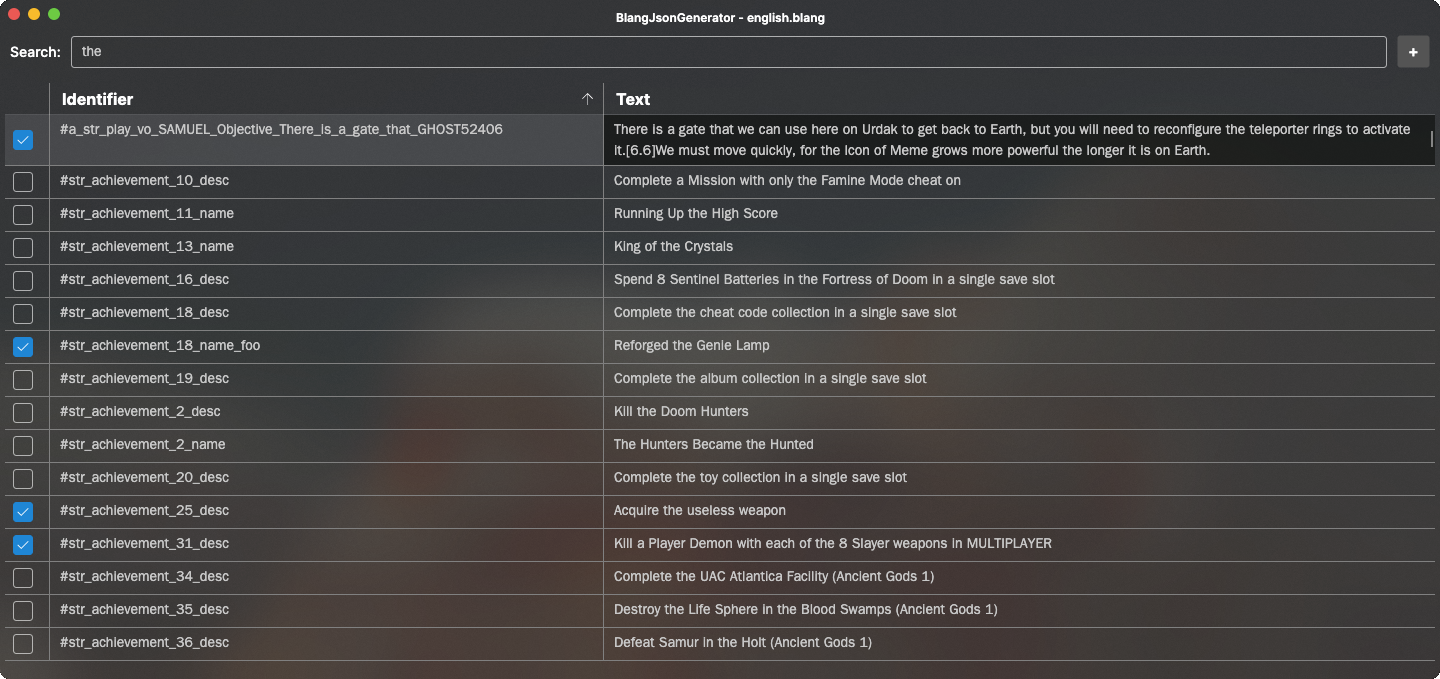 BlangJsonGenerator - english.blang
Search: the +
Identifier Text
#a_str_play_vo_SAMUEL_Objective_There_is_a_gate_that_GHOST52406 There is a gate that we can use here on Urdak to get back to Earth, but you will need to reconfigure the teleporter rings to activate
it.[6.6]We must move quickly, for the Icon of Meme grows more powerful the longer it is on Earth.
#str_achievement_10_desc Complete a Mission with only the Famine Mode cheat on
#str_achievement_11_name Running Up the High Score
#str_achievement_13_name King of the Crystals
#str_achievement_16_desc Spend 8 Sentinel Batteries in the Fortress of Doom in a single save slot
#str_achievement_18_desc Complete the cheat code collection in a single save slot
#str_achievement_18_name_foo Reforged the Genie Lamp
#str_achievement_19_desc Complete the album collection in a single save slot
#str_achievement_2_desc Kill the Doom Hunters
#str_achievement_2_name The Hunters Became the Hunted
#str_achievement_20_desc Complete the toy collection in a single save slot
#str_achievement_25_desc Acquire the useless weapon
#str_achievement_31_desc Kill a Player Demon with each of the 8 Slayer weapons in MULTIPLAYER
#str_achievement_34_desc Complete the UAC Atlantica Facility (Ancient Gods 1)
#str_achievement_35_desc Destroy the Life Sphere in the Blood Swamps (Ancient Gods 1)
#str_achievement_36_desc Defeat Samur in the Holt (Ancient Gods 1)